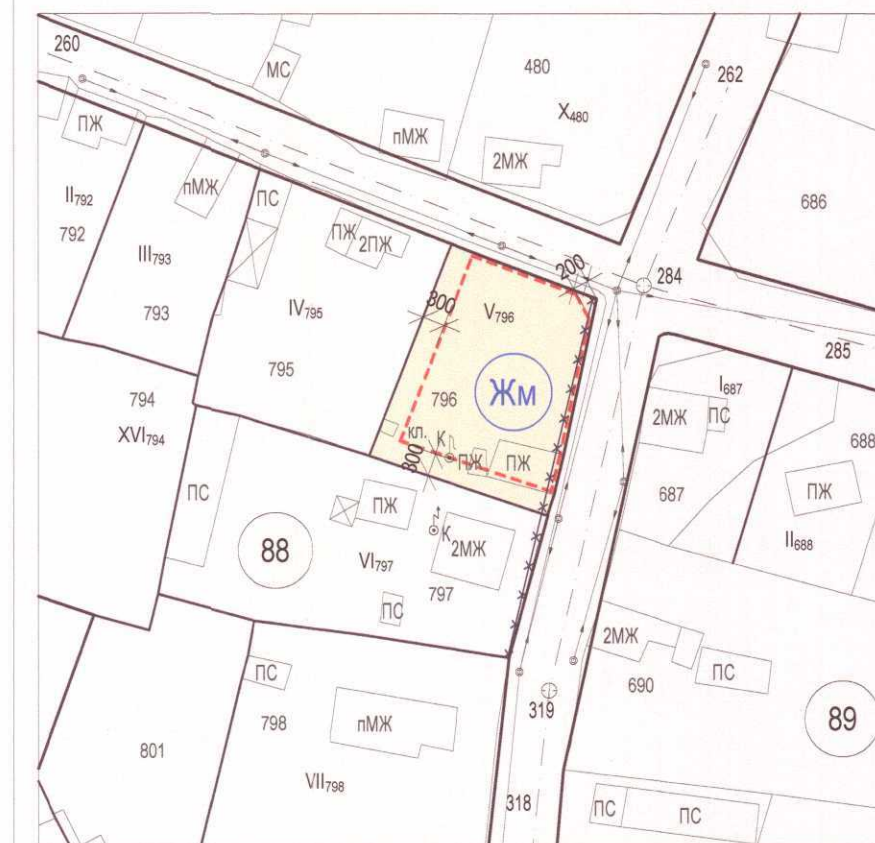 260
480
262
МС
X480
ПЖ
пМЖ
2МЖ
686
II792
792
пМЖ
ПС
ПЖ
2ПЖ
III793
793
200
284
IV795
300
V796
285
795
794
796
Жм
I687
2МЖ
ПС
688
XVI794
кл.
К
300
ПЖ
ПЖ
687
ПЖ
ПС
ПЖ
II688
88
К
2МЖ
VI797
797
ПС
2МЖ
ПС
690
ПС
798
пМЖ
319
89
801
VII798
318
ПС
ПС